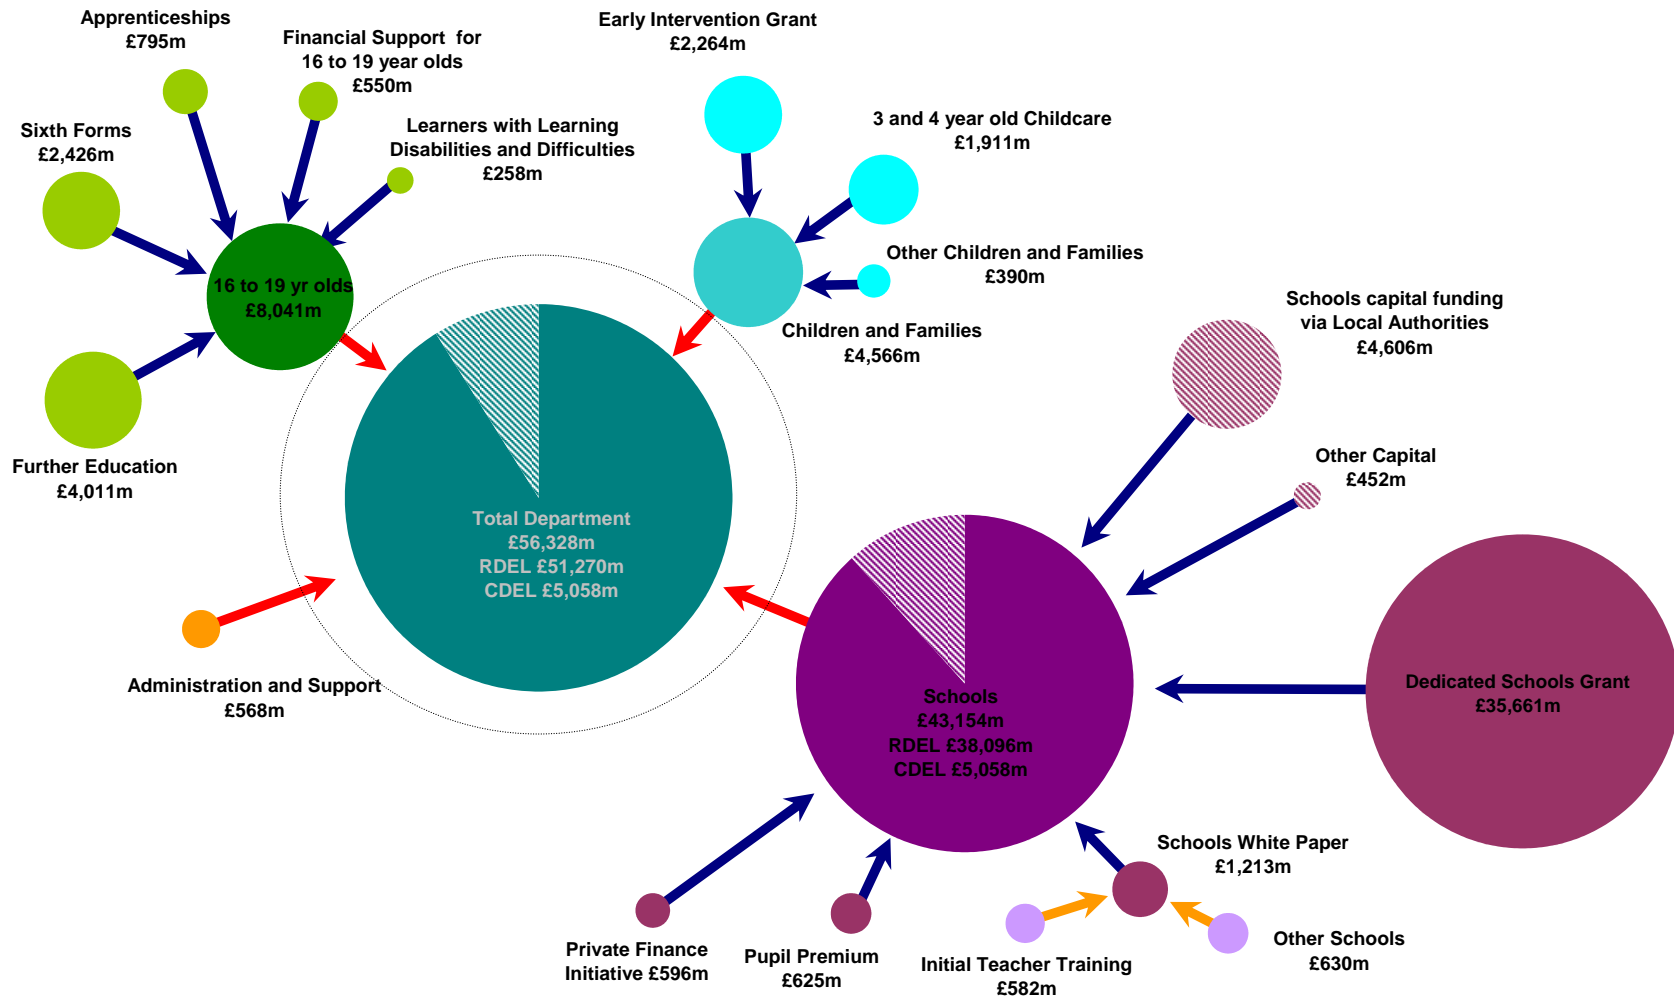 Apprenticeships
£795m
Financial Support  for
16 to 19 year olds
£550m
Early Intervention Grant
£2,264m
Sixth Forms
£2,426m
Learners with Learning
Disabilities and Difficulties
£258m
3 and 4 year old Childcare
£1,911m
Other Children and Families
£390m
16 to 19 yr olds
£8,041m
Children and Families
£4,566m
Schools capital funding
via Local Authorities
£4,606m
Further Education
£4,011m
Other Capital
£452m
Total Department
£56,328m
RDEL £51,270m
CDEL £5,058m
Administration and Support
£568m
Schools
£43,154m
RDEL £38,096m
CDEL £5,058m
Dedicated Schools Grant
£35,661m
Schools White Paper
£1,213m
Private Finance
Initiative £596m
Pupil Premium
£625m
Initial Teacher Training
£582m
Other Schools
£630m